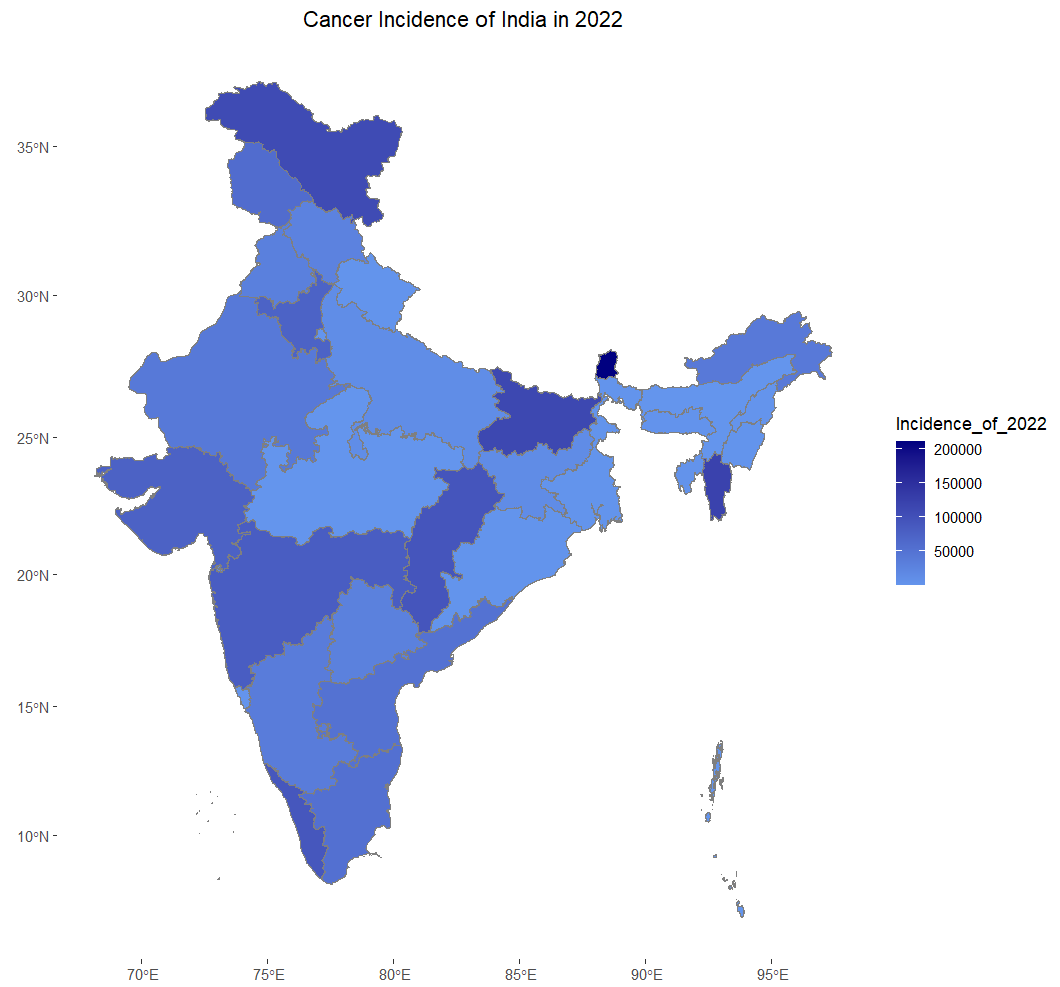 Cancer Incidence of India in 2022
35°N
30°N
25°N
20°N
15°N
10°N
70°E
75°E
80°E
85°E
90°E
95°E
Incidence_of_2022
200000
150000
100000
50000